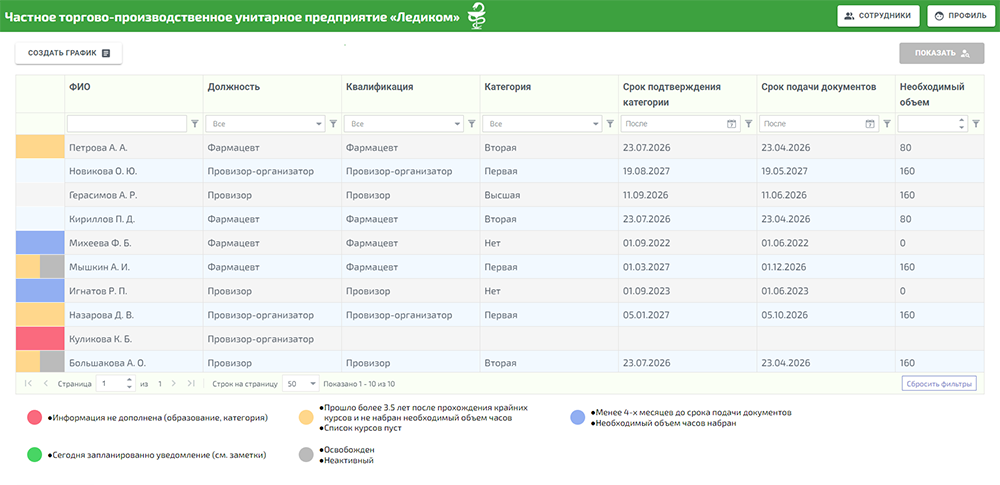 Частное торгово-производственное унитарное предприятие «Ледиком»
СОТРУДНИКИ
ПРОФИЛЬ
СОЗДАТЬ ГРАФИК
ПОКАЗАТЬ
ФИО Должность Квалификация Категория Срок подтверждения категории Срок подачи документов Необходимый объем
Все Все Все После После
Петрова А. А. Фармацевт Фармацевт Вторая 23.07.2026 23.04.2026 80
Новикова О. Ю. Провизор-организатор Провизор-организатор Первая 19.08.2027 19.05.2027 160
Герасимов А. Р. Провизор Провизор Высшая 11.09.2026 11.06.2026 160
Кириллов П. Д. Фармацевт Фармацевт Вторая 23.07.2026 23.04.2026 80
Михеева Ф. Б. Фармацевт Фармацевт Нет 01.09.2022 01.06.2022 0
Мышкин А. И. Фармацевт Фармацевт Первая 01.03.2027 01.12.2026 160
Игнатов Р. П. Провизор Провизор Нет 01.09.2023 01.06.2023 0
Назарова Д. В. Провизор-организатор Провизор-организатор Первая 05.01.2027 05.10.2026 160
Куликова К. Б. Провизор-организатор
Большакова А. О. Провизор Провизор Вторая 23.07.2026 23.04.2026 160
Страница 1 из 1 Строк на страницу 50 Показано 1 - 10 из 10 Сбросить фильтры
●Информация не дополнена (образование, категория)
●Прошло более 3.5 лет после прохождения крайних
курсов и не набран необходимый объем часов
●Список курсов пуст
●Менее 4-х месяцев до срока подачи документов
●Необходимый объем часов набран
●Сегодня запланировано уведомление (см. заметки)
●Освобожден
●Неактивный